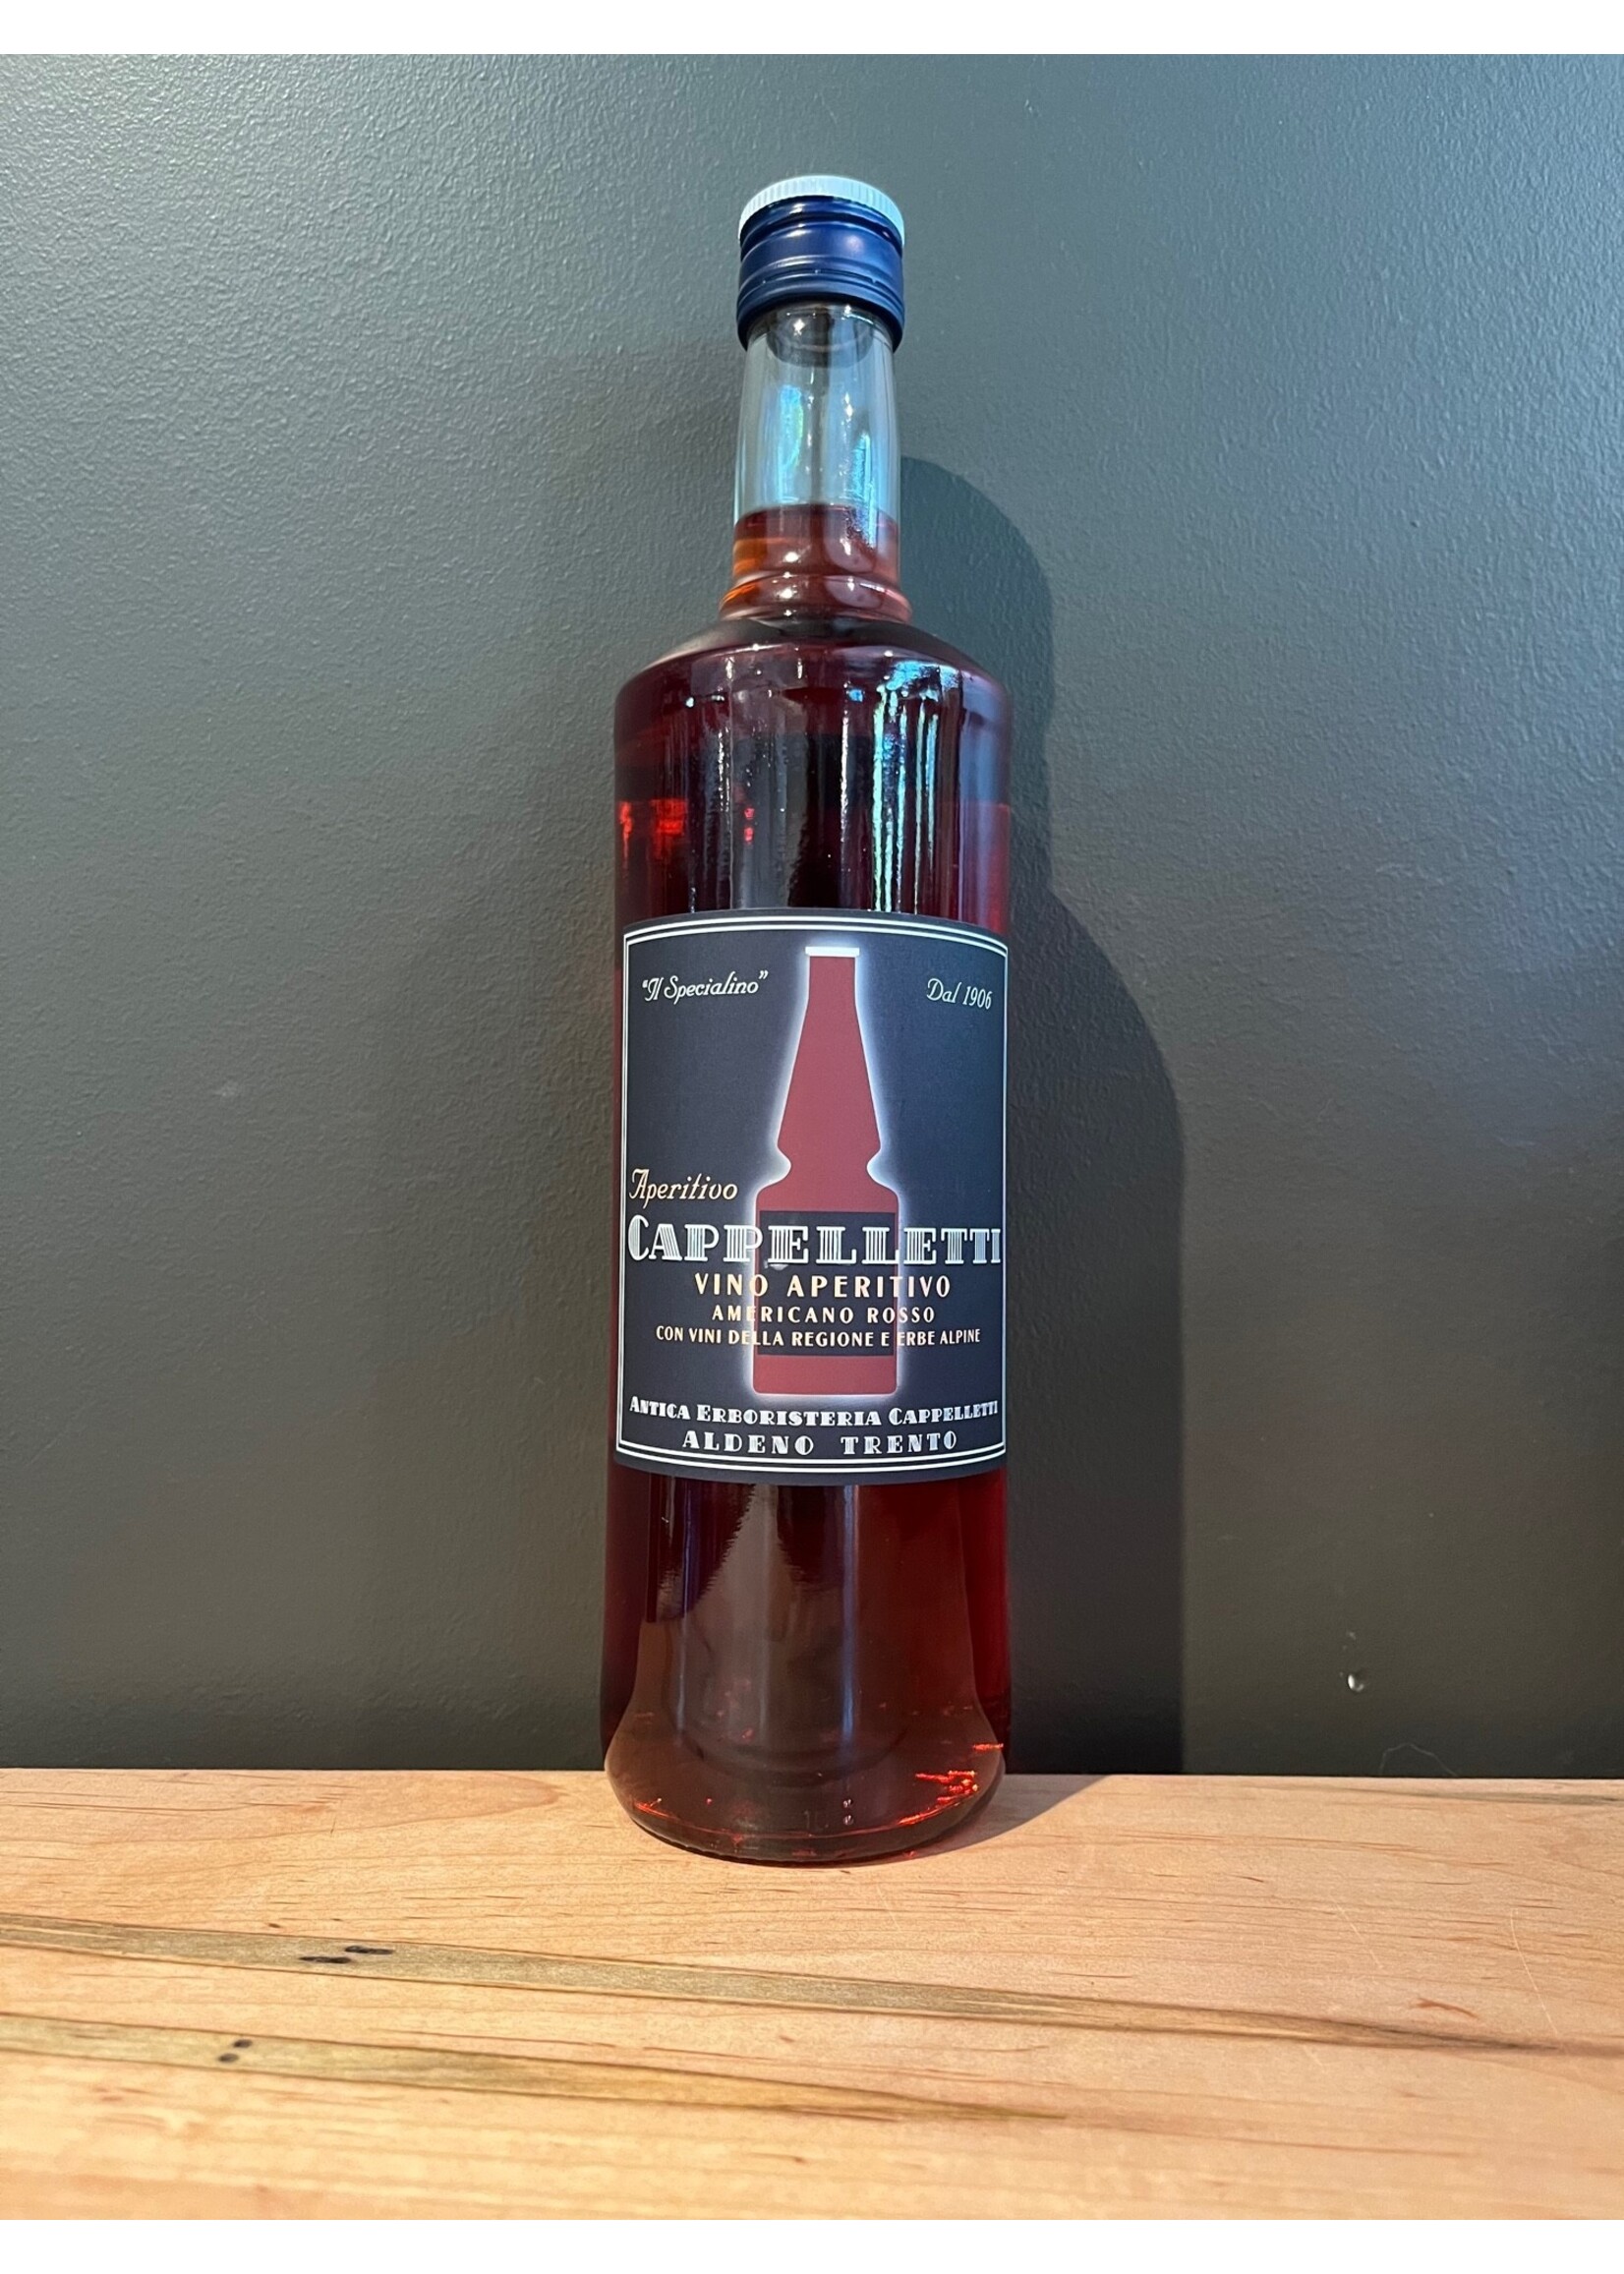 "Il Specialino" Dal 1906
Aperitivo
CAPPELLETTI
VINO APERITIVO
AMERICANO ROSSO
CON VINI DELLA REGIONE E ERBE ALPINE
ANTICA ERBORISTERIA CAPPELLETTI
ALDENO TRENTO